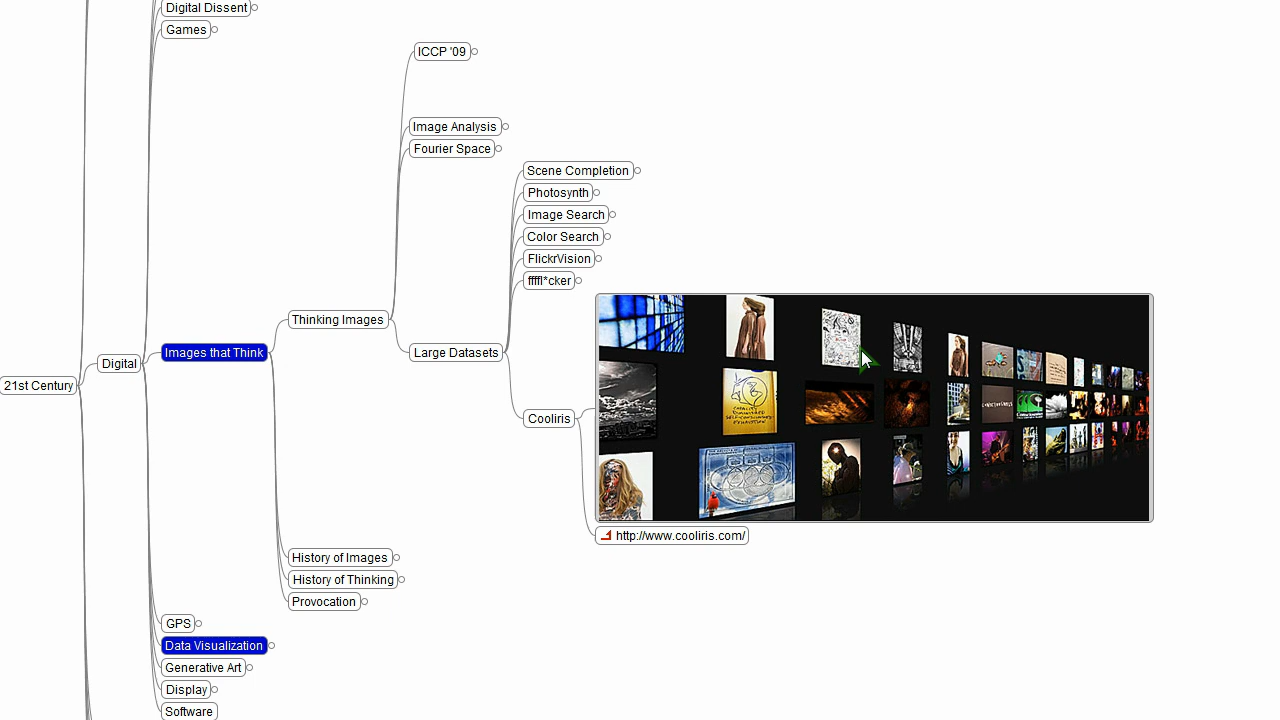 Digital Dissent
Games
ICCP '09
Image Analysis
Fourier Space
Scene Completion
Photosynth
Image Search
Color Search
FlickrVision
ffffl*cker
Thinking Images
Images that Think
Large Datasets
Digital
21st Century
Cooliris
http://www.cooliris.com/
History of Images
History of Thinking
Provocation
GPS
Data Visualization
Generative Art
Display
Software